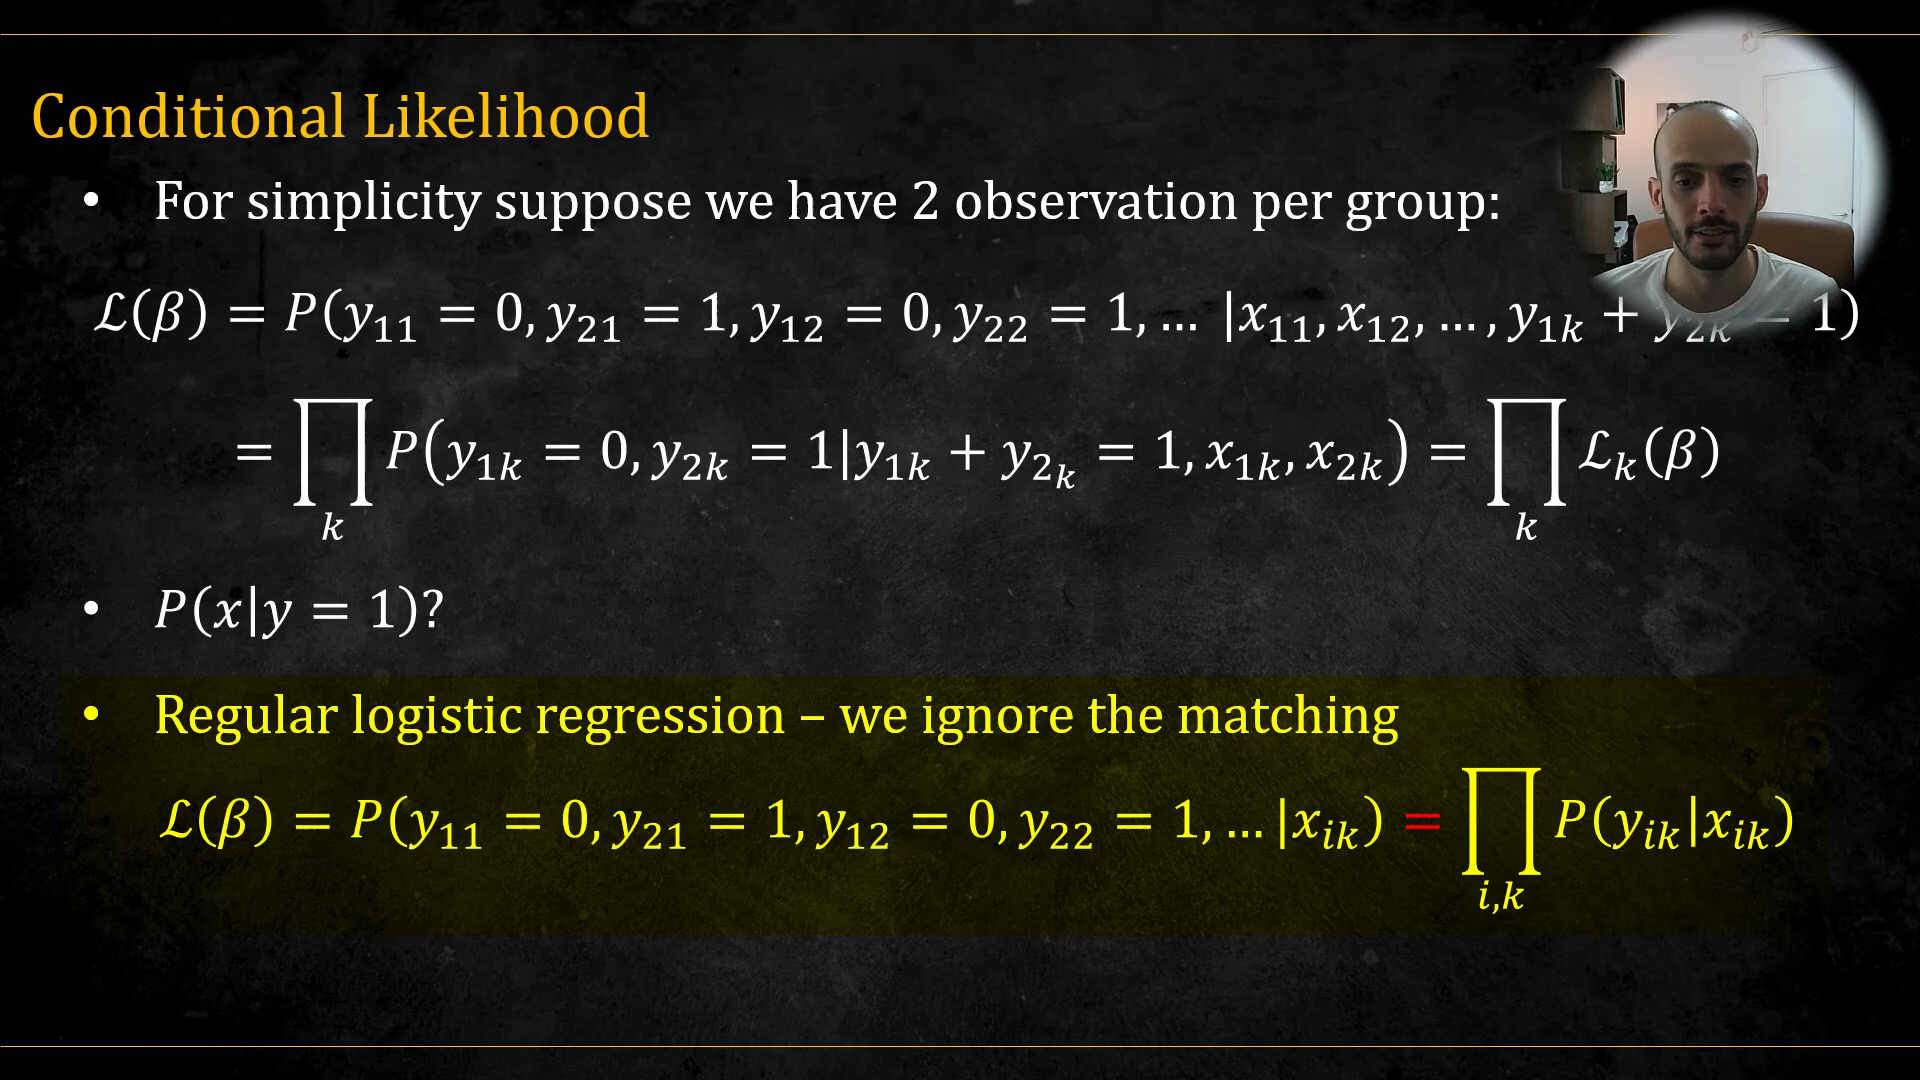 Conditional Likelihood
• For simplicity suppose we have 2 observation per group:
ℒ(β) = P(y₁₁ = 0, y₂₁ = 1, y₁₂ = 0, y₂₂ = 1, … |x₁₁, x₁₂, … , y₁ₖ + y₂ₖ = 1)
= ∏ₖ P(y₁ₖ = 0, y₂ₖ = 1|y₁ₖ + y₂ₖ = 1, x₁ₖ, x₂ₖ) = ∏ₖ ℒₖ(β)
• P(x|y = 1)?
• Regular logistic regression – we ignore the matching
ℒ(β) = P(y₁₁ = 0, y₂₁ = 1, y₁₂ = 0, y₂₂ = 1, … |xᵢₖ) = ∏ᵢ,ₖ P(yᵢₖ|xᵢₖ)